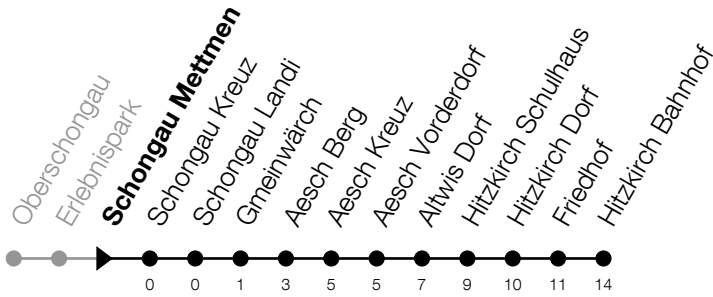 Oberschongau
Erlebnispark
Schongau Mettmen
Schongau Kreuz
Schongau Landi
Gmeinwärch
Aesch Berg
Aesch Kreuz
Aesch Vorderdorf
Altwis Dorf
Hitzkirch Schulhaus
Hitzkirch Dorf
Friedhof
Hitzkirch Bahnhof
0 0 1 3 5 5 7 9 10 11 14